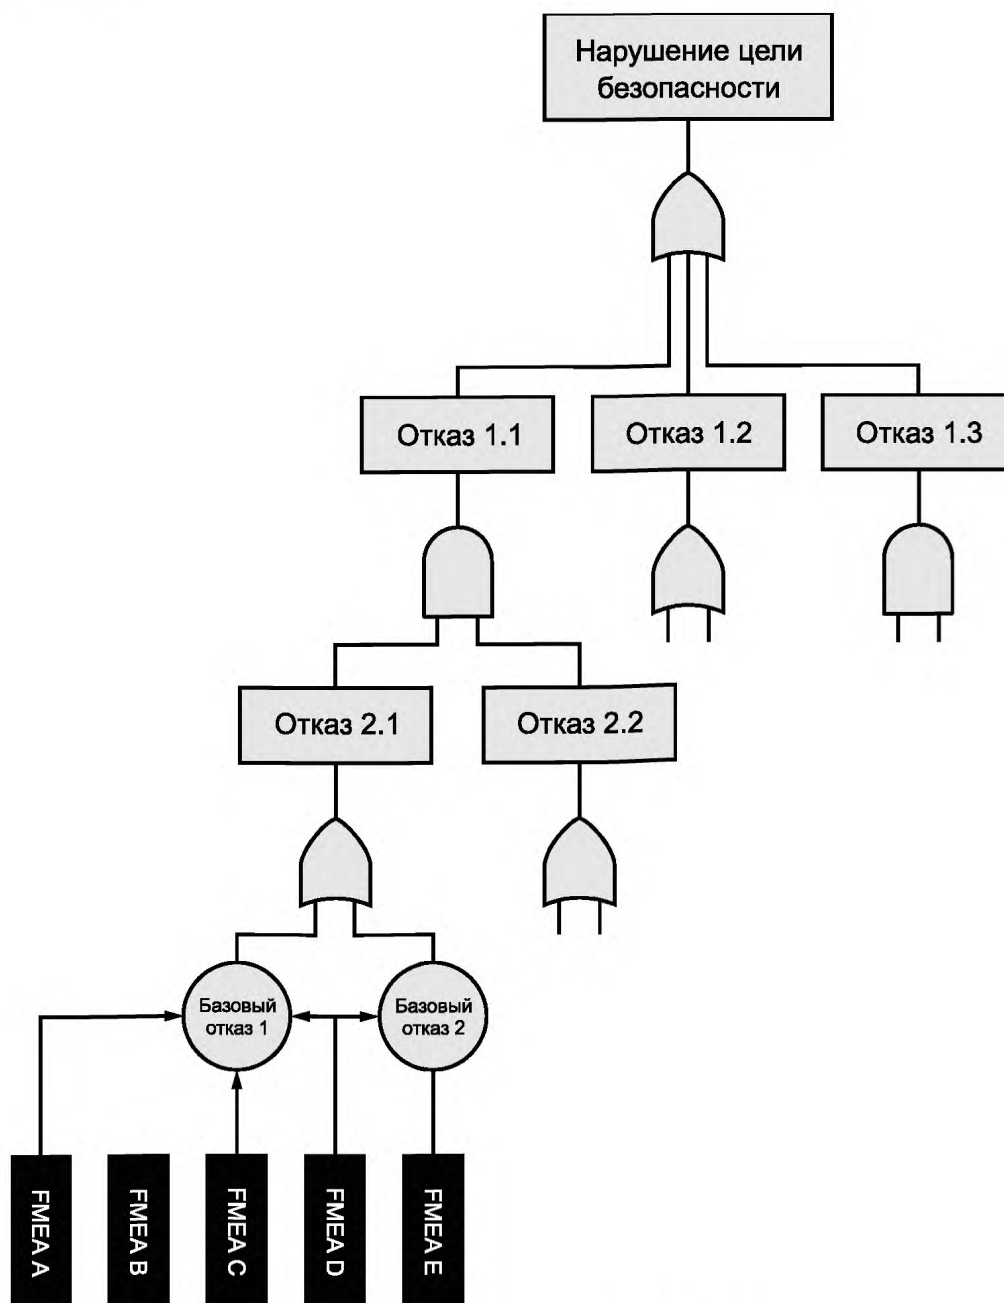 Нарушение цели
безопасности
Отказ 1.1
Отказ 1.2
Отказ 1.3
Отказ 2.1
Отказ 2.2
Базовый
отказ 1
Базовый
отказ 2
FMEA A
FMEA B
FMEA C
FMEA D
FMEA E